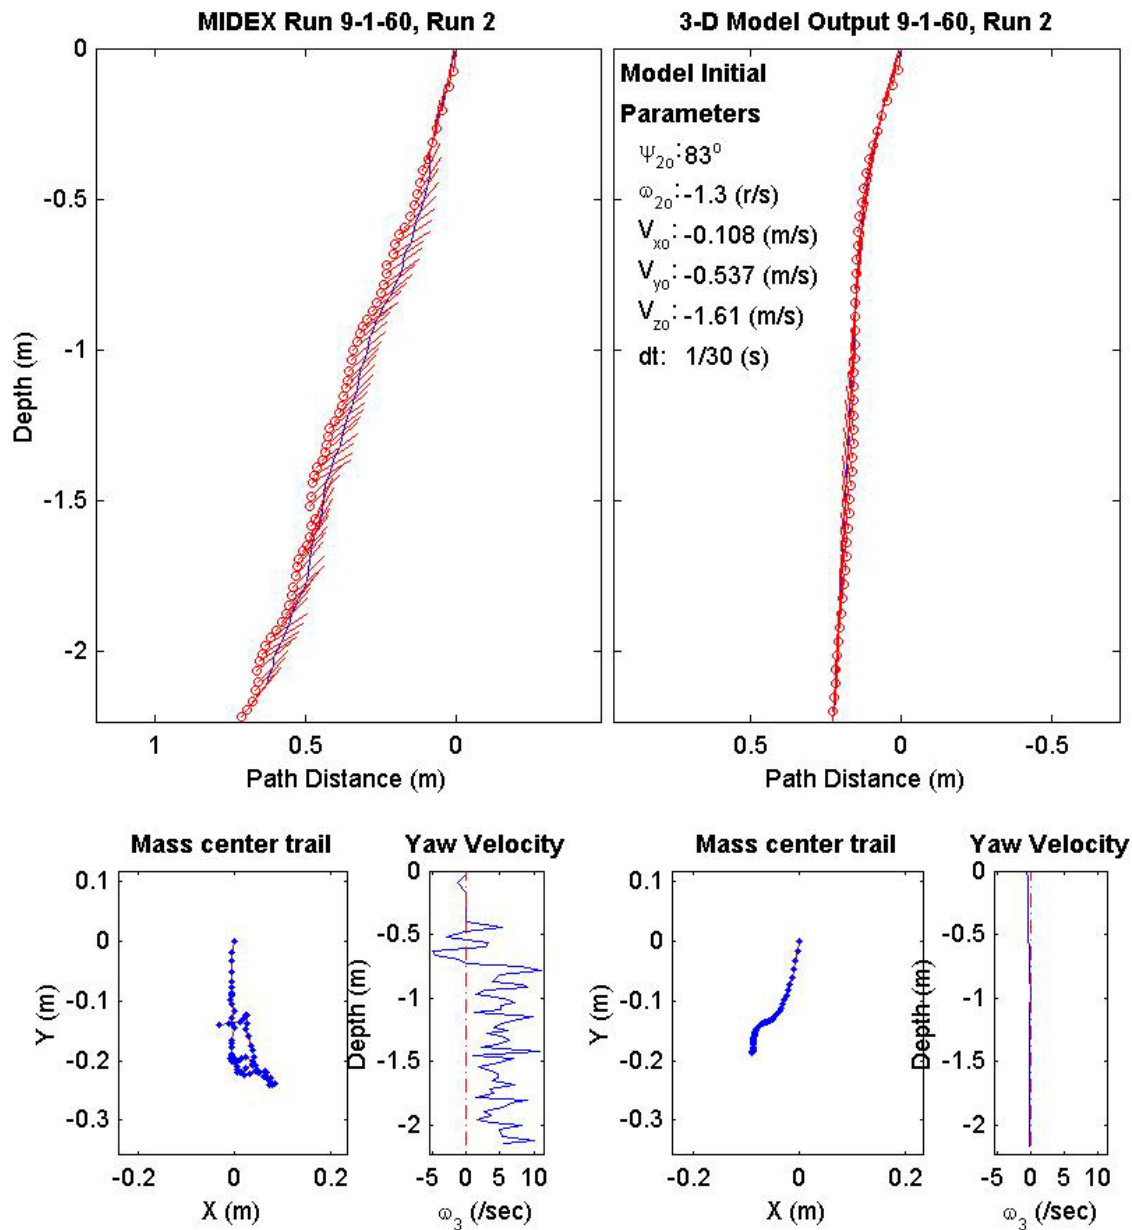 MIDEX Run 9-1-60, Run 2
0
-0.5
-1
-1.5
-2
Depth (m)
1 0.5 0
Path Distance (m)
3-D Model Output 9-1-60, Run 2
Model Initial
Parameters
Ψ2o: 83o
ω2o: -1.3 (r/s)
Vxo: -0.108 (m/s)
Vyo: -0.537 (m/s)
Vzo: -1.61 (m/s)
dt: 1/30 (s)
0.5 0 -0.5
Path Distance (m)
Mass center trail
0.1
0
-0.1
-0.2
-0.3
Y (m)
-0.2 0 0.2
X (m)
Yaw Velocity
0
-0.5
-1
-1.5
-2
Depth (m)
-5 0 5 10
ω3 (/sec)
Mass center trail
0.1
0
-0.1
-0.2
-0.3
Y (m)
-0.2 0 0.2
X (m)
Yaw Velocity
0
-0.5
-1
-1.5
-2
Depth (m)
-5 0 5 10
ω3 (/sec)